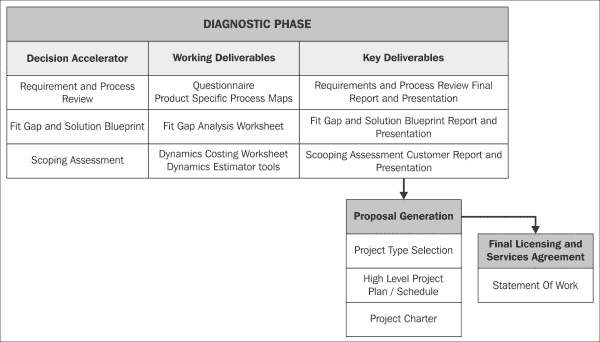 DIAGNOSTIC PHASE
Decision Accelerator
Working Deliverables
Key Deliverables
Requirement and Process
Review
Questionnaire
Product Specific Process Maps
Requirements and Process Review Final
Report and Presentation
Fit Gap and Solution Blueprint
Fit Gap Analysis Worksheet
Fit Gap and Solution Blueprint Report and
Presentation
Scoping Assessment
Dynamics Costing Worksheet
Dynamics Estimator tools
Scooping Assessment Customer Report and
Presentation
Proposal Generation
Project Type Selection
High Level Project
Plan / Schedule
Project Charter
Final Licensing and
Services Agreement
Statement Of Work